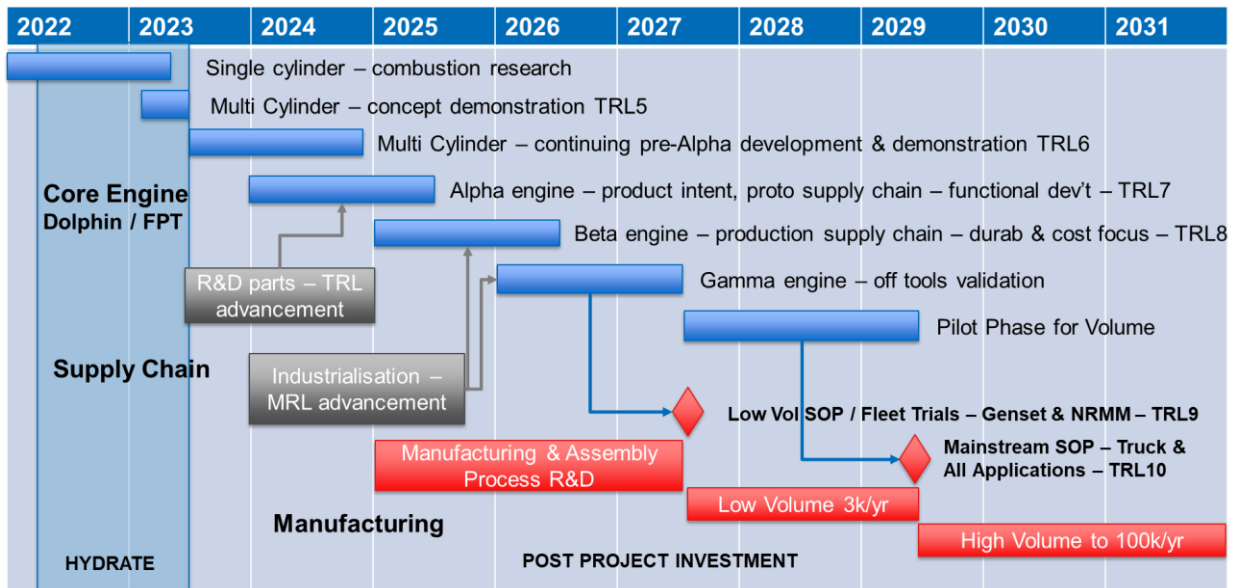 2022 2023 2024 2025 2026 2027 2028 2029 2030 2031
Single cylinder – combustion research
Multi Cylinder – concept demonstration TRL5
Multi Cylinder – continuing pre-Alpha development & demonstration TRL6
Core Engine
Dolphin / FPT
Alpha engine – product intent, proto supply chain – functional dev't – TRL7
Beta engine – production supply chain – durab & cost focus – TRL8
R&D parts – TRL
advancement
Gamma engine – off tools validation
Pilot Phase for Volume
Supply Chain
Industrialisation –
MRL advancement
Low Vol SOP / Fleet Trials – Genset & NRMM – TRL9
Mainstream SOP – Truck &
All Applications – TRL10
Manufacturing & Assembly
Process R&D
Low Volume 3k/yr
Manufacturing
High Volume to 100k/yr
HYDRATE
POST PROJECT INVESTMENT